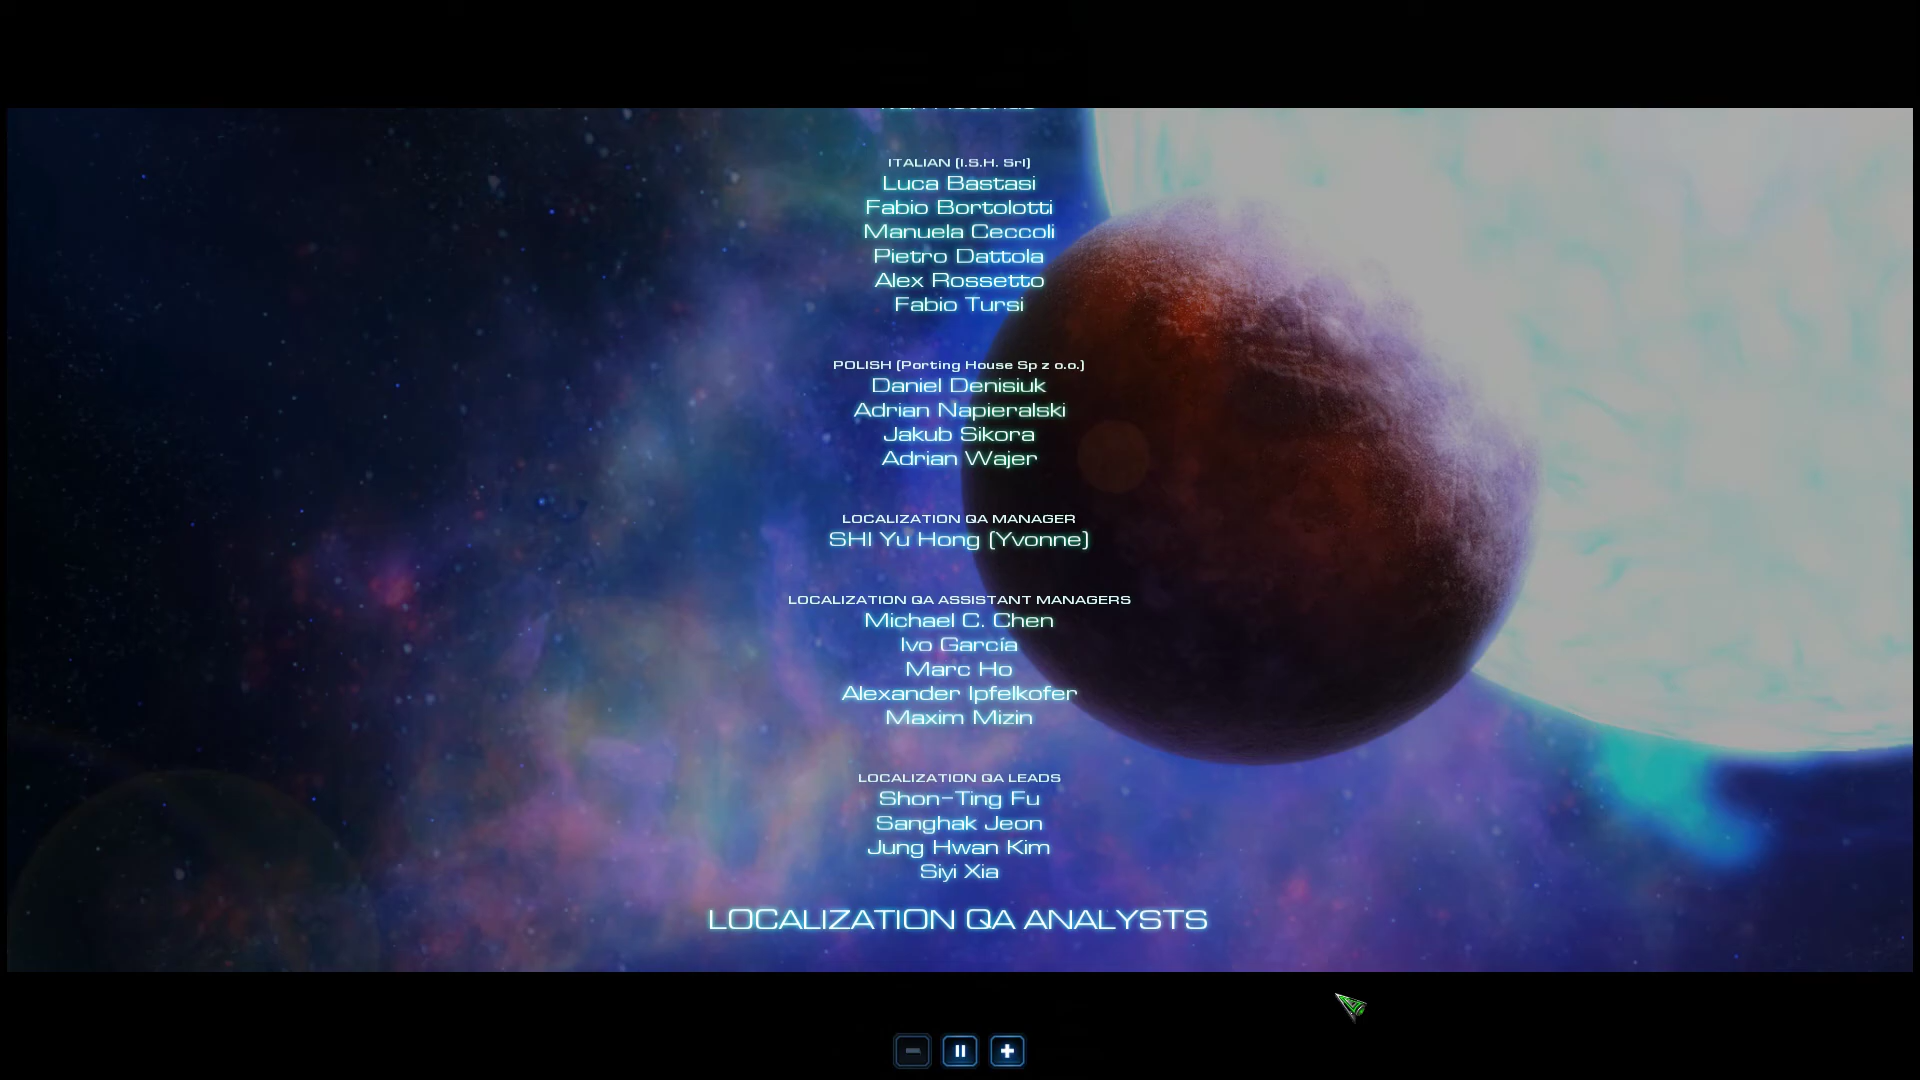 ITALIAN (I.S.H. Srl)
Luca Bastasi
Fabio Bortolotti
Manuela Ceccoli
Pietro Dattola
Alex Rossetto
Fabio Tursi
POLISH (Porting House Sp z o.o.)
Daniel Denisiuk
Adrian Napieralski
Jakub Sikora
Adrian Wajer
LOCALIZATION QA MANAGER
SHI Yu Hong (Yvonne)
LOCALIZATION QA ASSISTANT MANAGERS
Michael C. Chen
Ivo García
Marc Ho
Alexander Ipfelkofer
Maxim Mizin
LOCALIZATION QA LEADS
Shon-Ting Fu
Sanghak Jeon
Jung Hwan Kim
Siyi Xia
LOCALIZATION QA ANALYSTS